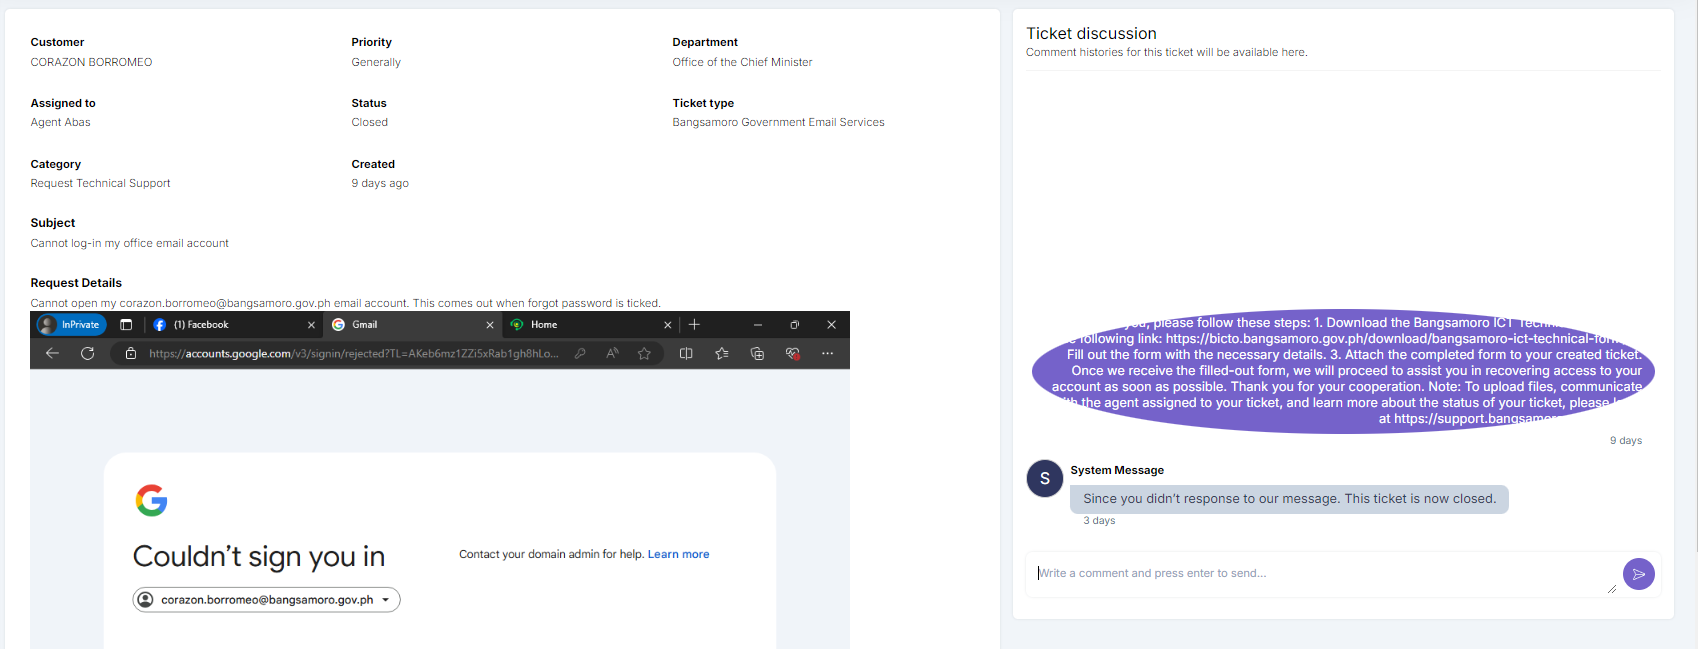 Customer
CORAZON BORROMEO
Priority
Generally
Department
Office of the Chief Minister
Assigned to
Agent Abas
Status
Closed
Ticket type
Bangsamoro Government Email Services
Category
Request Technical Support
Created
9 days ago
Subject
Cannot log-in my office email account
Request Details
Cannot open my corazon.borromeo@bangsamoro.gov.ph email account. This comes out when forgot password is ticked.
InPrivate
(1) Facebook
Gmail
Home
https://accounts.google.com/v3/signin/rejected?TL=AKeb6mz1ZZi5xRab1gh8hLo...
Google
Couldn't sign you in
corazon.borromeo@bangsamoro.gov.ph
Contact your domain admin for help. Learn more
Ticket discussion
Comment histories for this ticket will be available here.
please follow these steps: 1. Download the Bangsamoro ICT
following link: https://bicto.bangsamoro.gov.ph/download/bangsamoro-ict-technical-for
Fill out the form with the necessary details. 3. Attach the completed form to your created ticket.
Once we receive the filled-out form, we will proceed to assist you in recovering access to your
account as soon as possible. Thank you for your cooperation. Note: To upload files, communicate
the agent assigned to your ticket, and learn more about the status of your ticket, please
at https://support.bangsamo
9 days
S
System Message
Since you didn't response to our message. This ticket is now closed.
3 days
Write a comment and press enter to send...